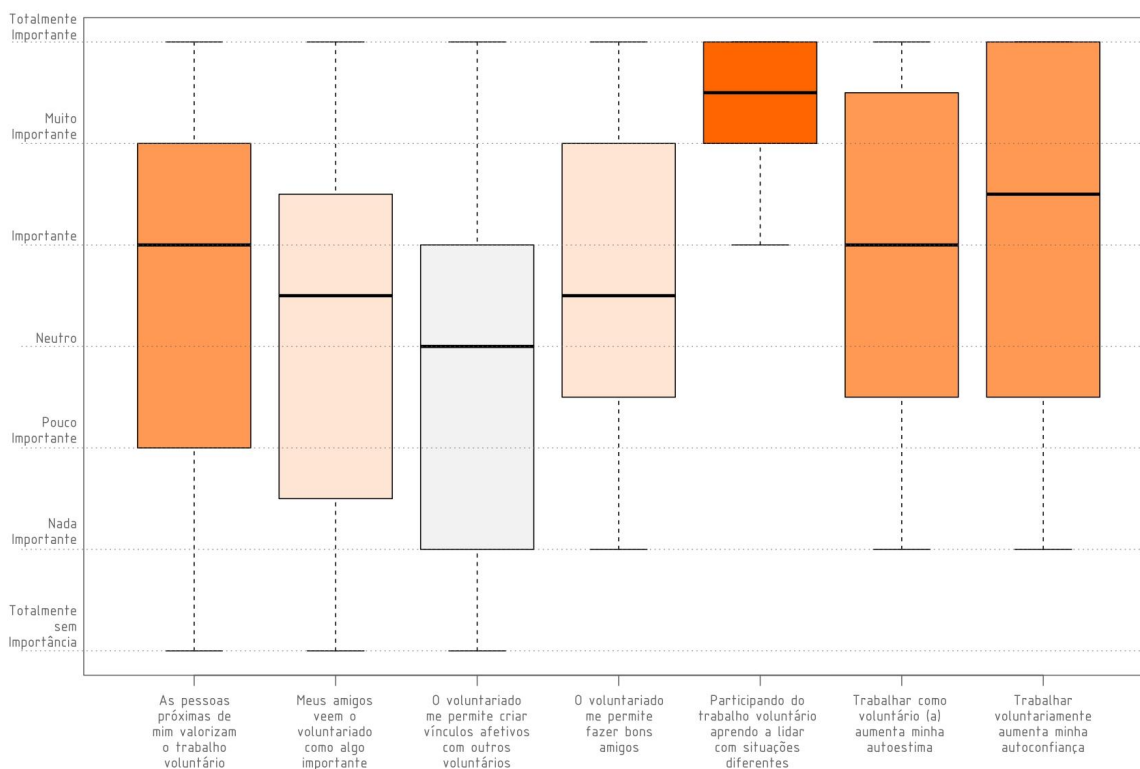 Totalmente
Importante
Muito
Importante
Importante
Neutro
Pouco
Importante
Nada
Importante
Totalmente
sem
Importância
As pessoas
próximas de
mim valorizam
o trabalho
voluntário
Meus amigos
veem o
voluntariado
como algo
importante
O voluntariado
me permite criar
vínculos afetivos
com outros
voluntários
O voluntariado
me permite
fazer bons
amigos
Participando do
trabalho voluntário
aprendo a lidar
com situações
diferentes
Trabalhar como
voluntário (a)
aumenta minha
autoestima
Trabalhar
voluntariamente
aumenta minha
autoconfiança